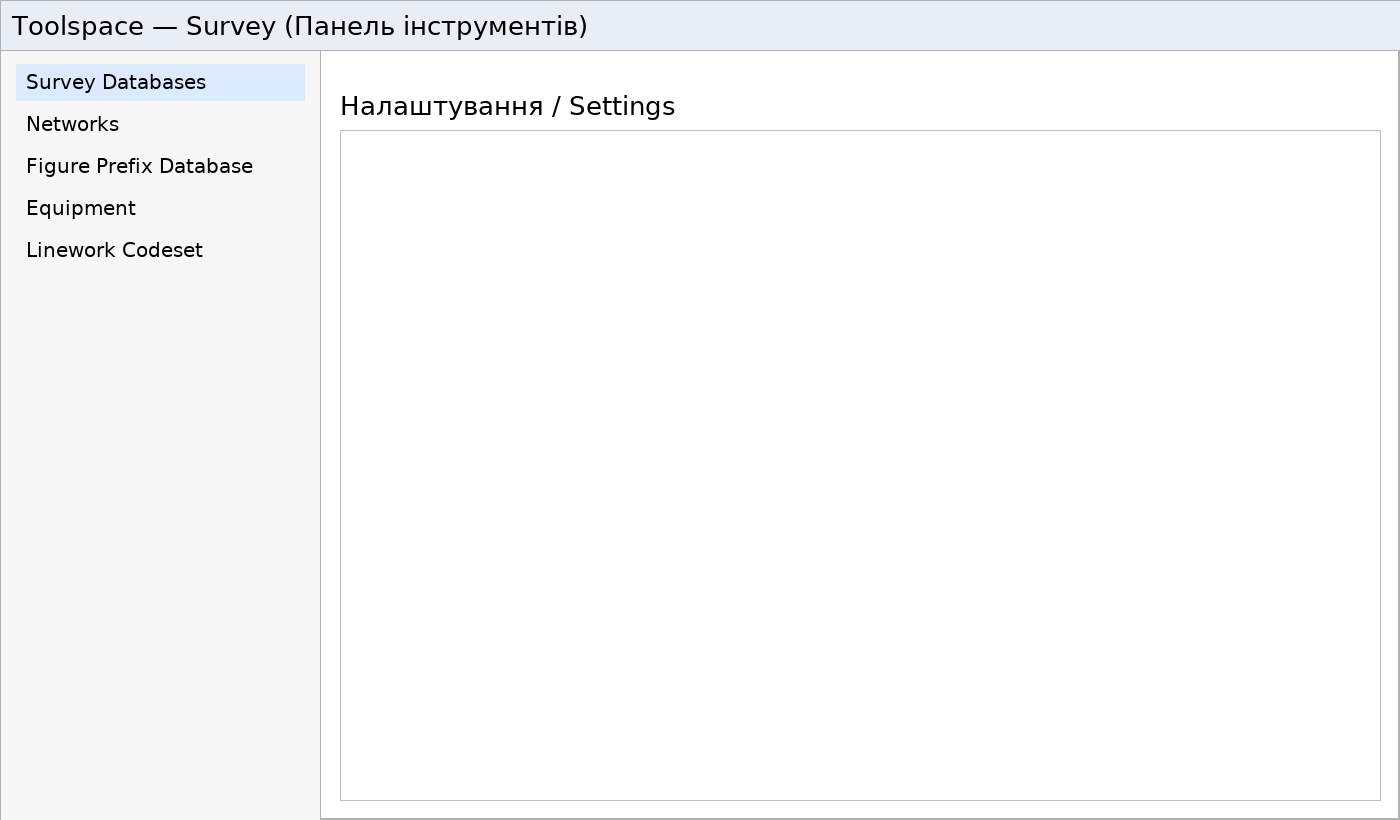 Toolspace — Survey (Панель інструментів)
Survey Databases
Networks
Figure Prefix Database
Equipment
Linework Codeset
Налаштування / Settings